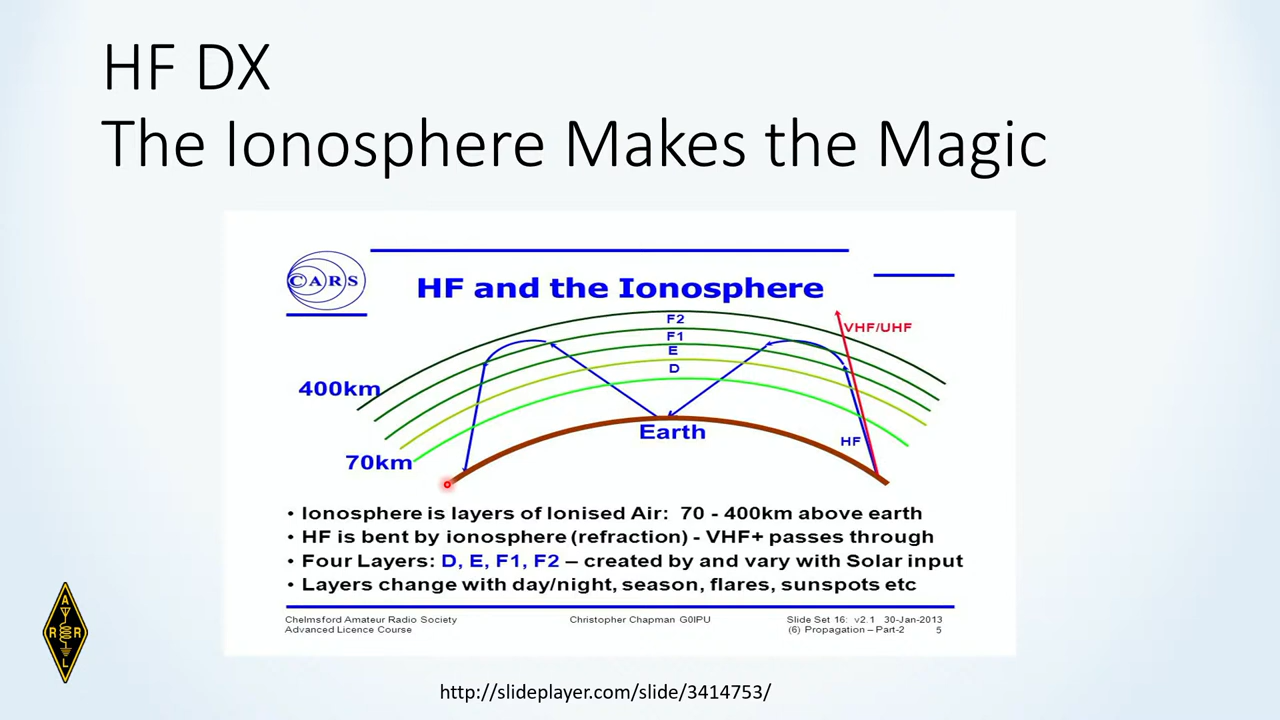 HF DX
The Ionosphere Makes the Magic
CARS
HF and the Ionosphere
F2
VHF/UHF
F1
E
D
400km
Earth
HF
70km
• Ionosphere is layers of Ionised Air: 70 - 400km above earth
• HF is bent by ionosphere (refraction) - VHF+ passes through
• Four Layers: D, E, F1, F2 – created by and vary with Solar input
• Layers change with day/night, season, flares, sunspots etc
Chelmsford Amateur Radio Society Christopher Chapman G0IPU Slide Set 16: v2.1 30-Jan-2013
Advanced Licence Course (6) Propagation – Part-2 5
A
R R
L
http://slideplayer.com/slide/3414753/